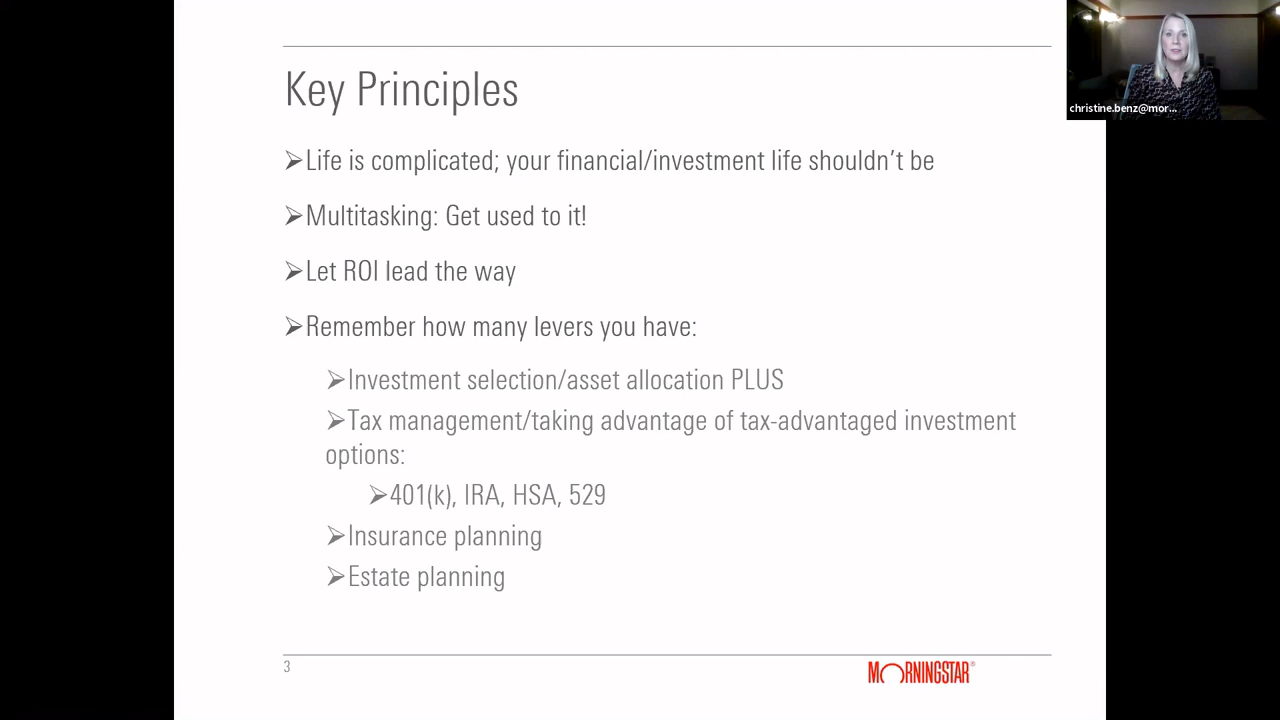 Key Principles
➢Life is complicated; your financial/investment life shouldn't be
➢Multitasking: Get used to it!
➢Let ROI lead the way
➢Remember how many levers you have:
➢Investment selection/asset allocation PLUS
➢Tax management/taking advantage of tax-advantaged investment
options:
➢401(k), IRA, HSA, 529
➢Insurance planning
➢Estate planning
3
MORNINGSTAR®
christine.benz@mor...